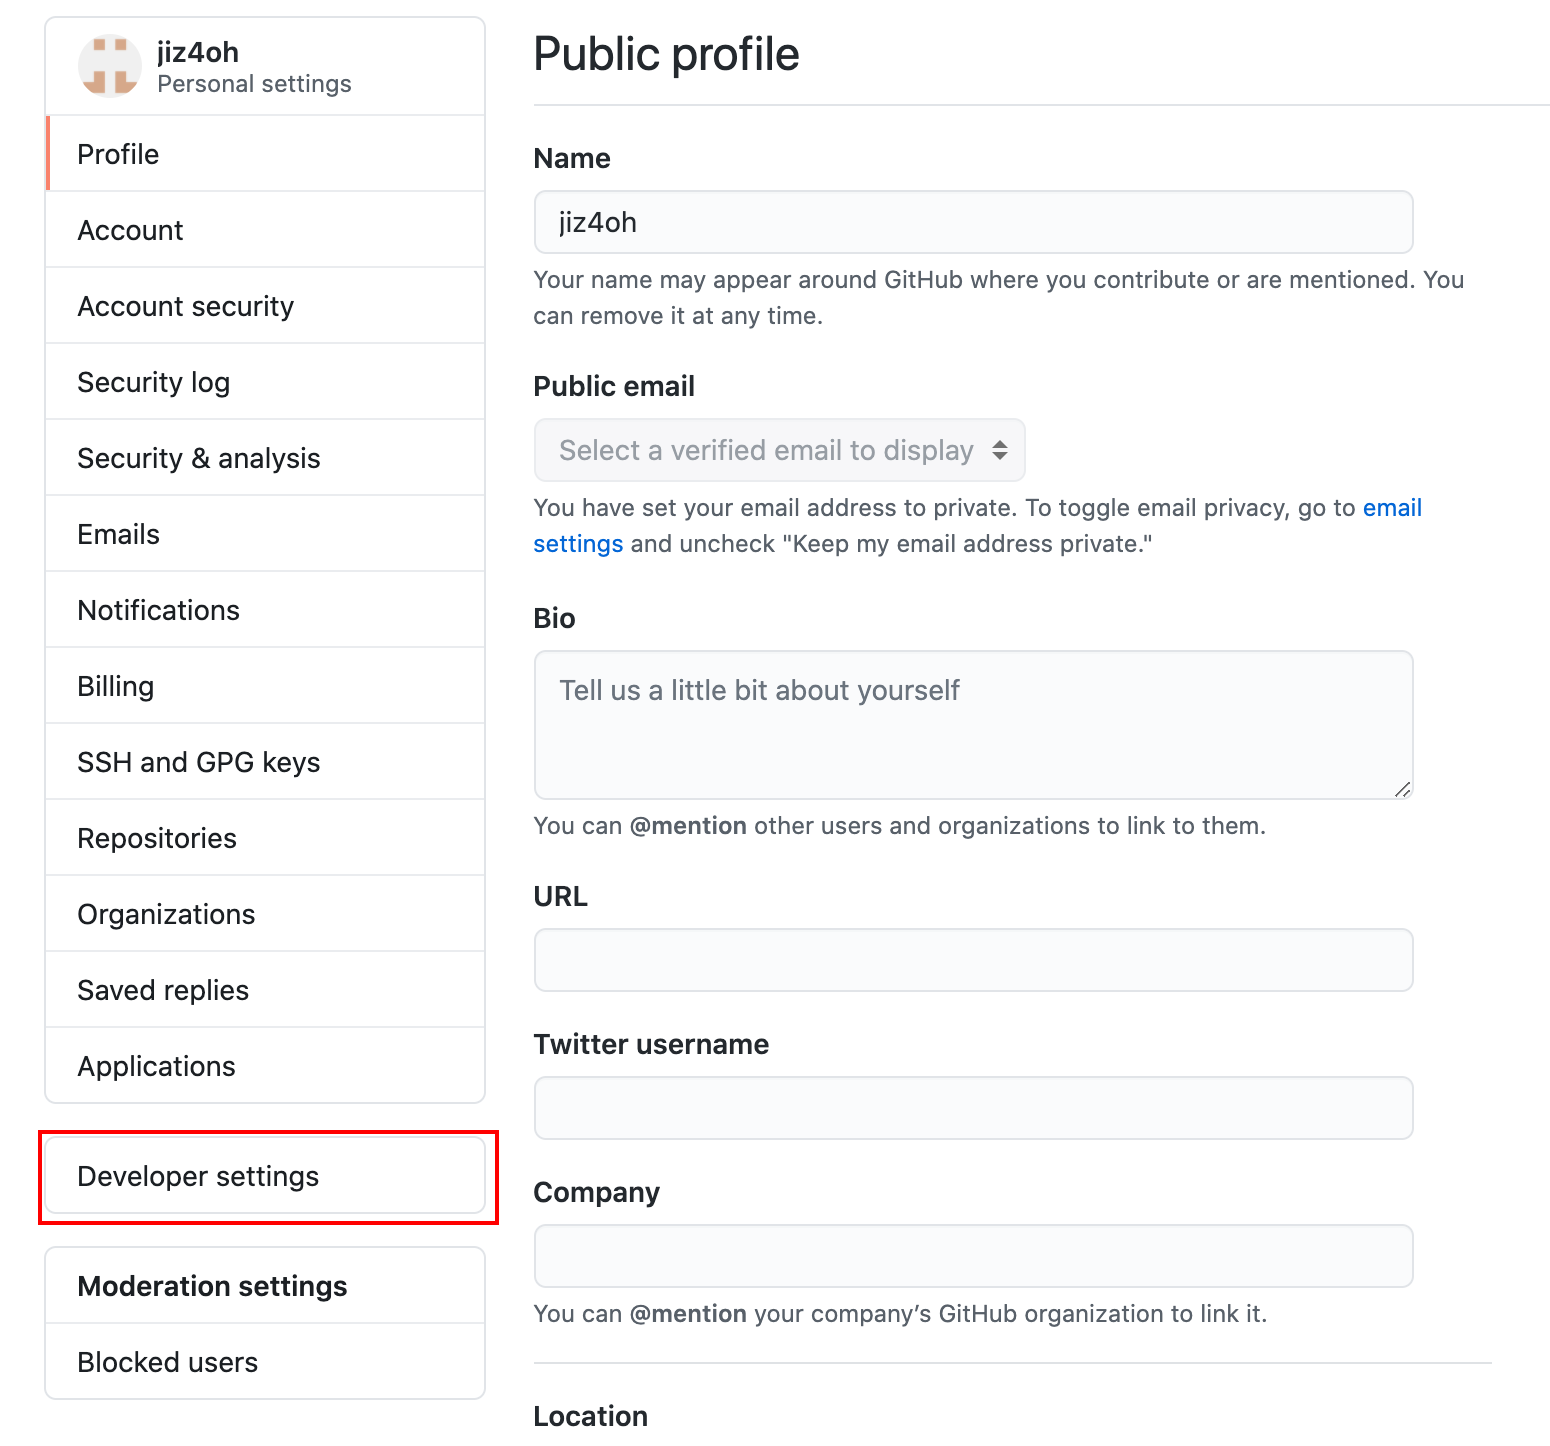 jiz4oh
Personal settings
Profile
Account
Account security
Security log
Security & analysis
Emails
Notifications
Billing
SSH and GPG keys
Repositories
Organizations
Saved replies
Applications
Developer settings
Moderation settings
Blocked users
Public profile
Name
jiz4oh
Your name may appear around GitHub where you contribute or are mentioned. You
can remove it at any time.
Public email
Select a verified email to display
You have set your email address to private. To toggle email privacy, go to email
settings and uncheck "Keep my email address private."
Bio
Tell us a little bit about yourself
You can @mention other users and organizations to link to them.
URL
Twitter username
Company
You can @mention your company’s GitHub organization to link it.
Location